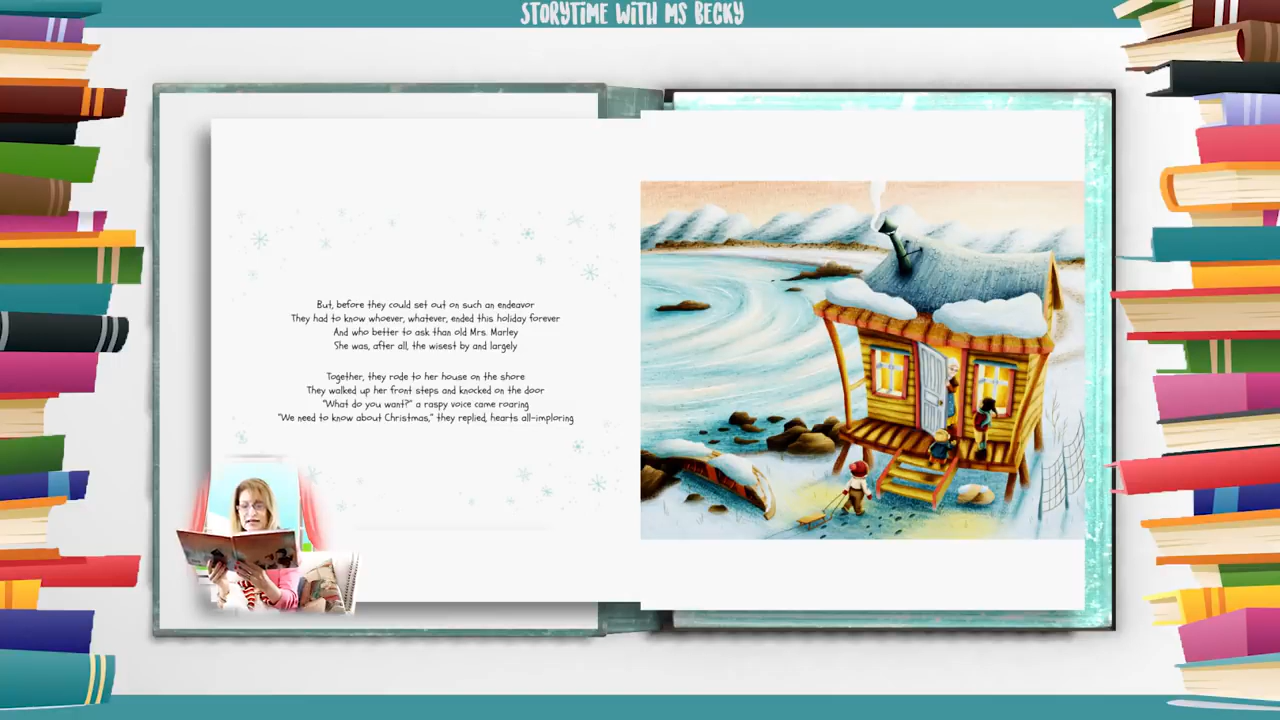 STORYTIME WITH MS BECKY
But, before they could set out on such an endeavor
They had to know whoever, whatever, ended this holiday forever
And who better to ask than old Mrs. Marley
She was, after all, the wisest by and largely
Together, they rode to her house on the shore
They walked up her front steps and knocked on the door
"What do you want?" a raspy voice came roaring
"We need to know about Christmas," they replied, hearts all-imploring